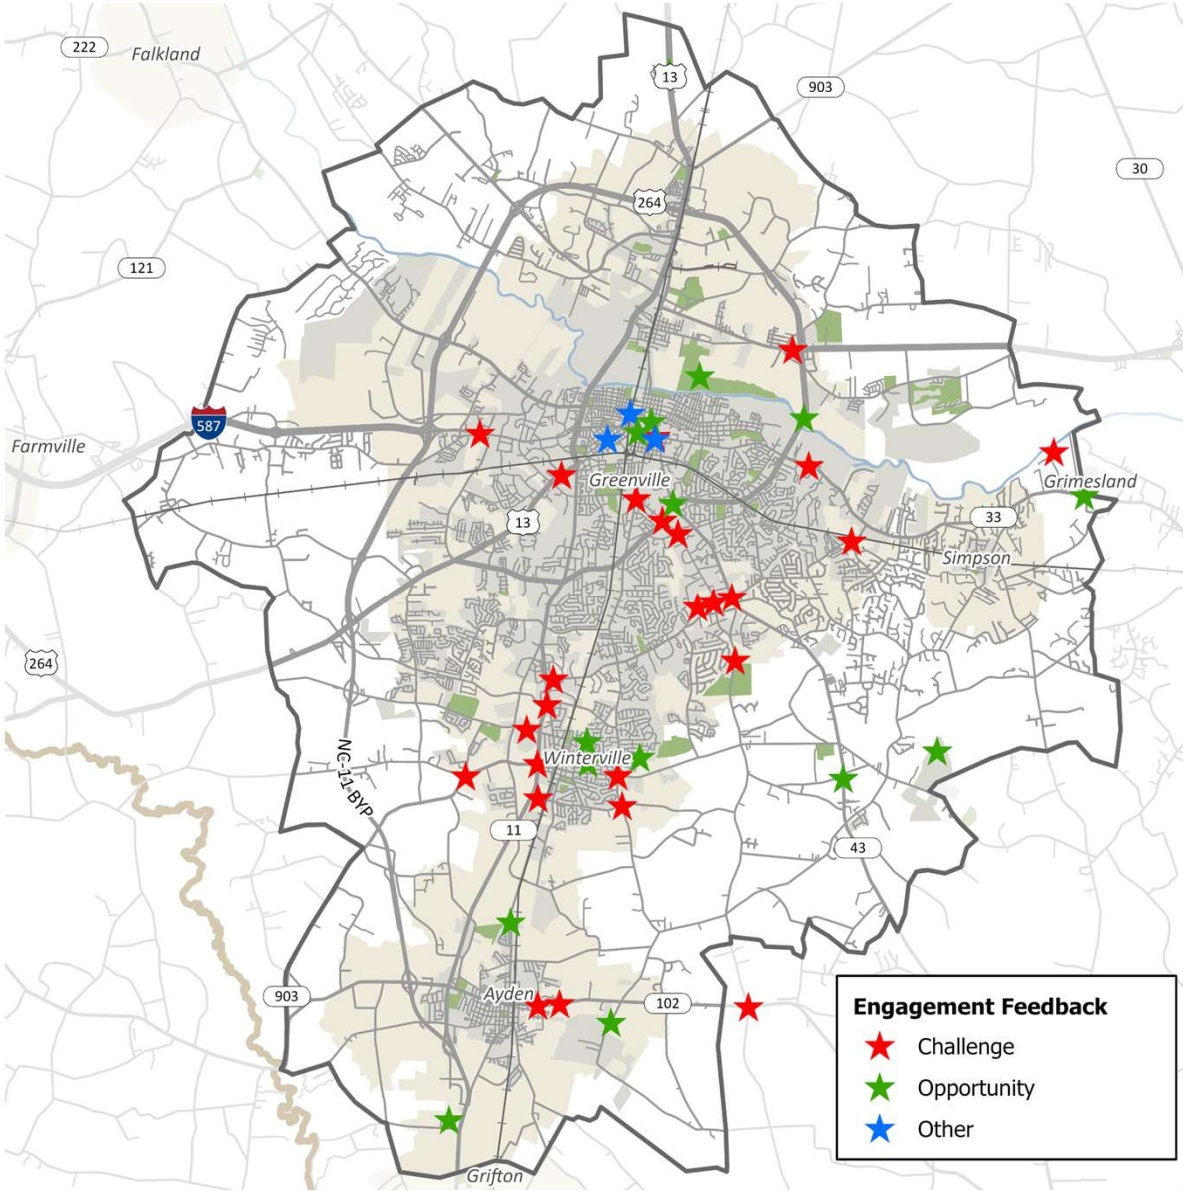 222
Falkland
13
903
30
264
121
587
Farmville
Greenville
Grimesland
13
33
Simpson
264
NC-11-BYP
Winterville
11
43
903
Ayden
102
Grifton
Engagement Feedback
Challenge
Opportunity
Other